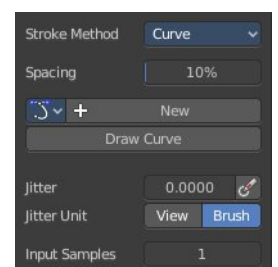 Stroke Method Curve
Spacing 10%
New
Draw Curve
Jitter 0.0000
Jitter Unit View Brush
Input Samples 1